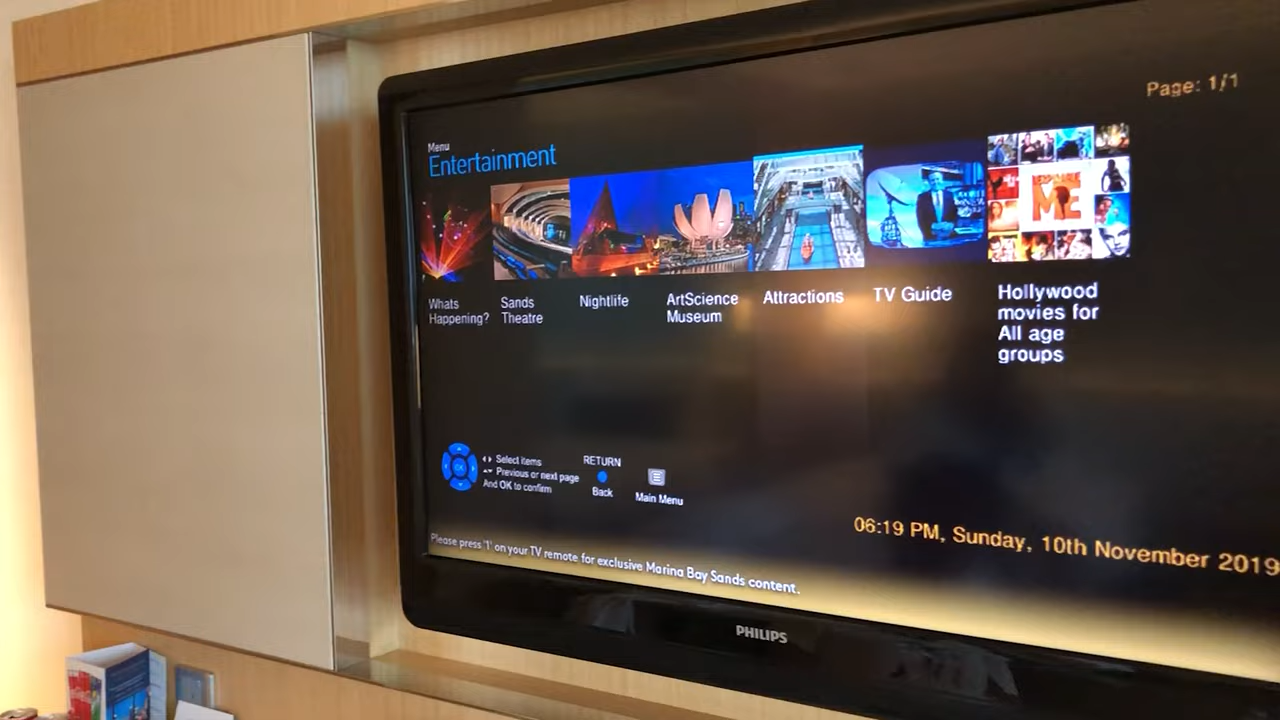 Page: 1/1
Menu
Entertainment
DESPICABLE
ME
Whats
Happening?
Sands
Theatre
Nightlife
ArtScience
Museum
Attractions
TV Guide
Hollywood
movies for
All age
groups
OK
Select items
Previous or next page
And OK to confirm
RETURN
Back
Main Menu
06:19 PM, Sunday, 10th November 2019
Please press '1' on your TV remote for exclusive Marina Bay Sands content.
PHILIPS